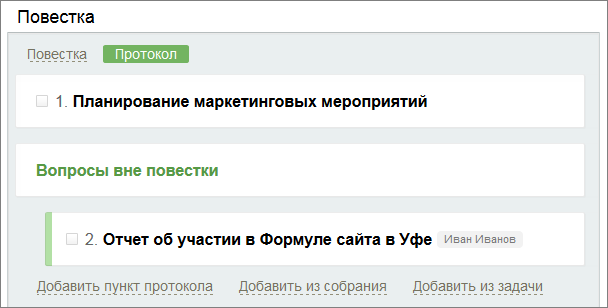 Повестка
Повестка Протокол
1. Планирование маркетинговых мероприятий
Вопросы вне повестки
2. Отчет об участии в Формуле сайта в Уфе Иван Иванов
Добавить пункт протокола Добавить из собрания Добавить из задачи